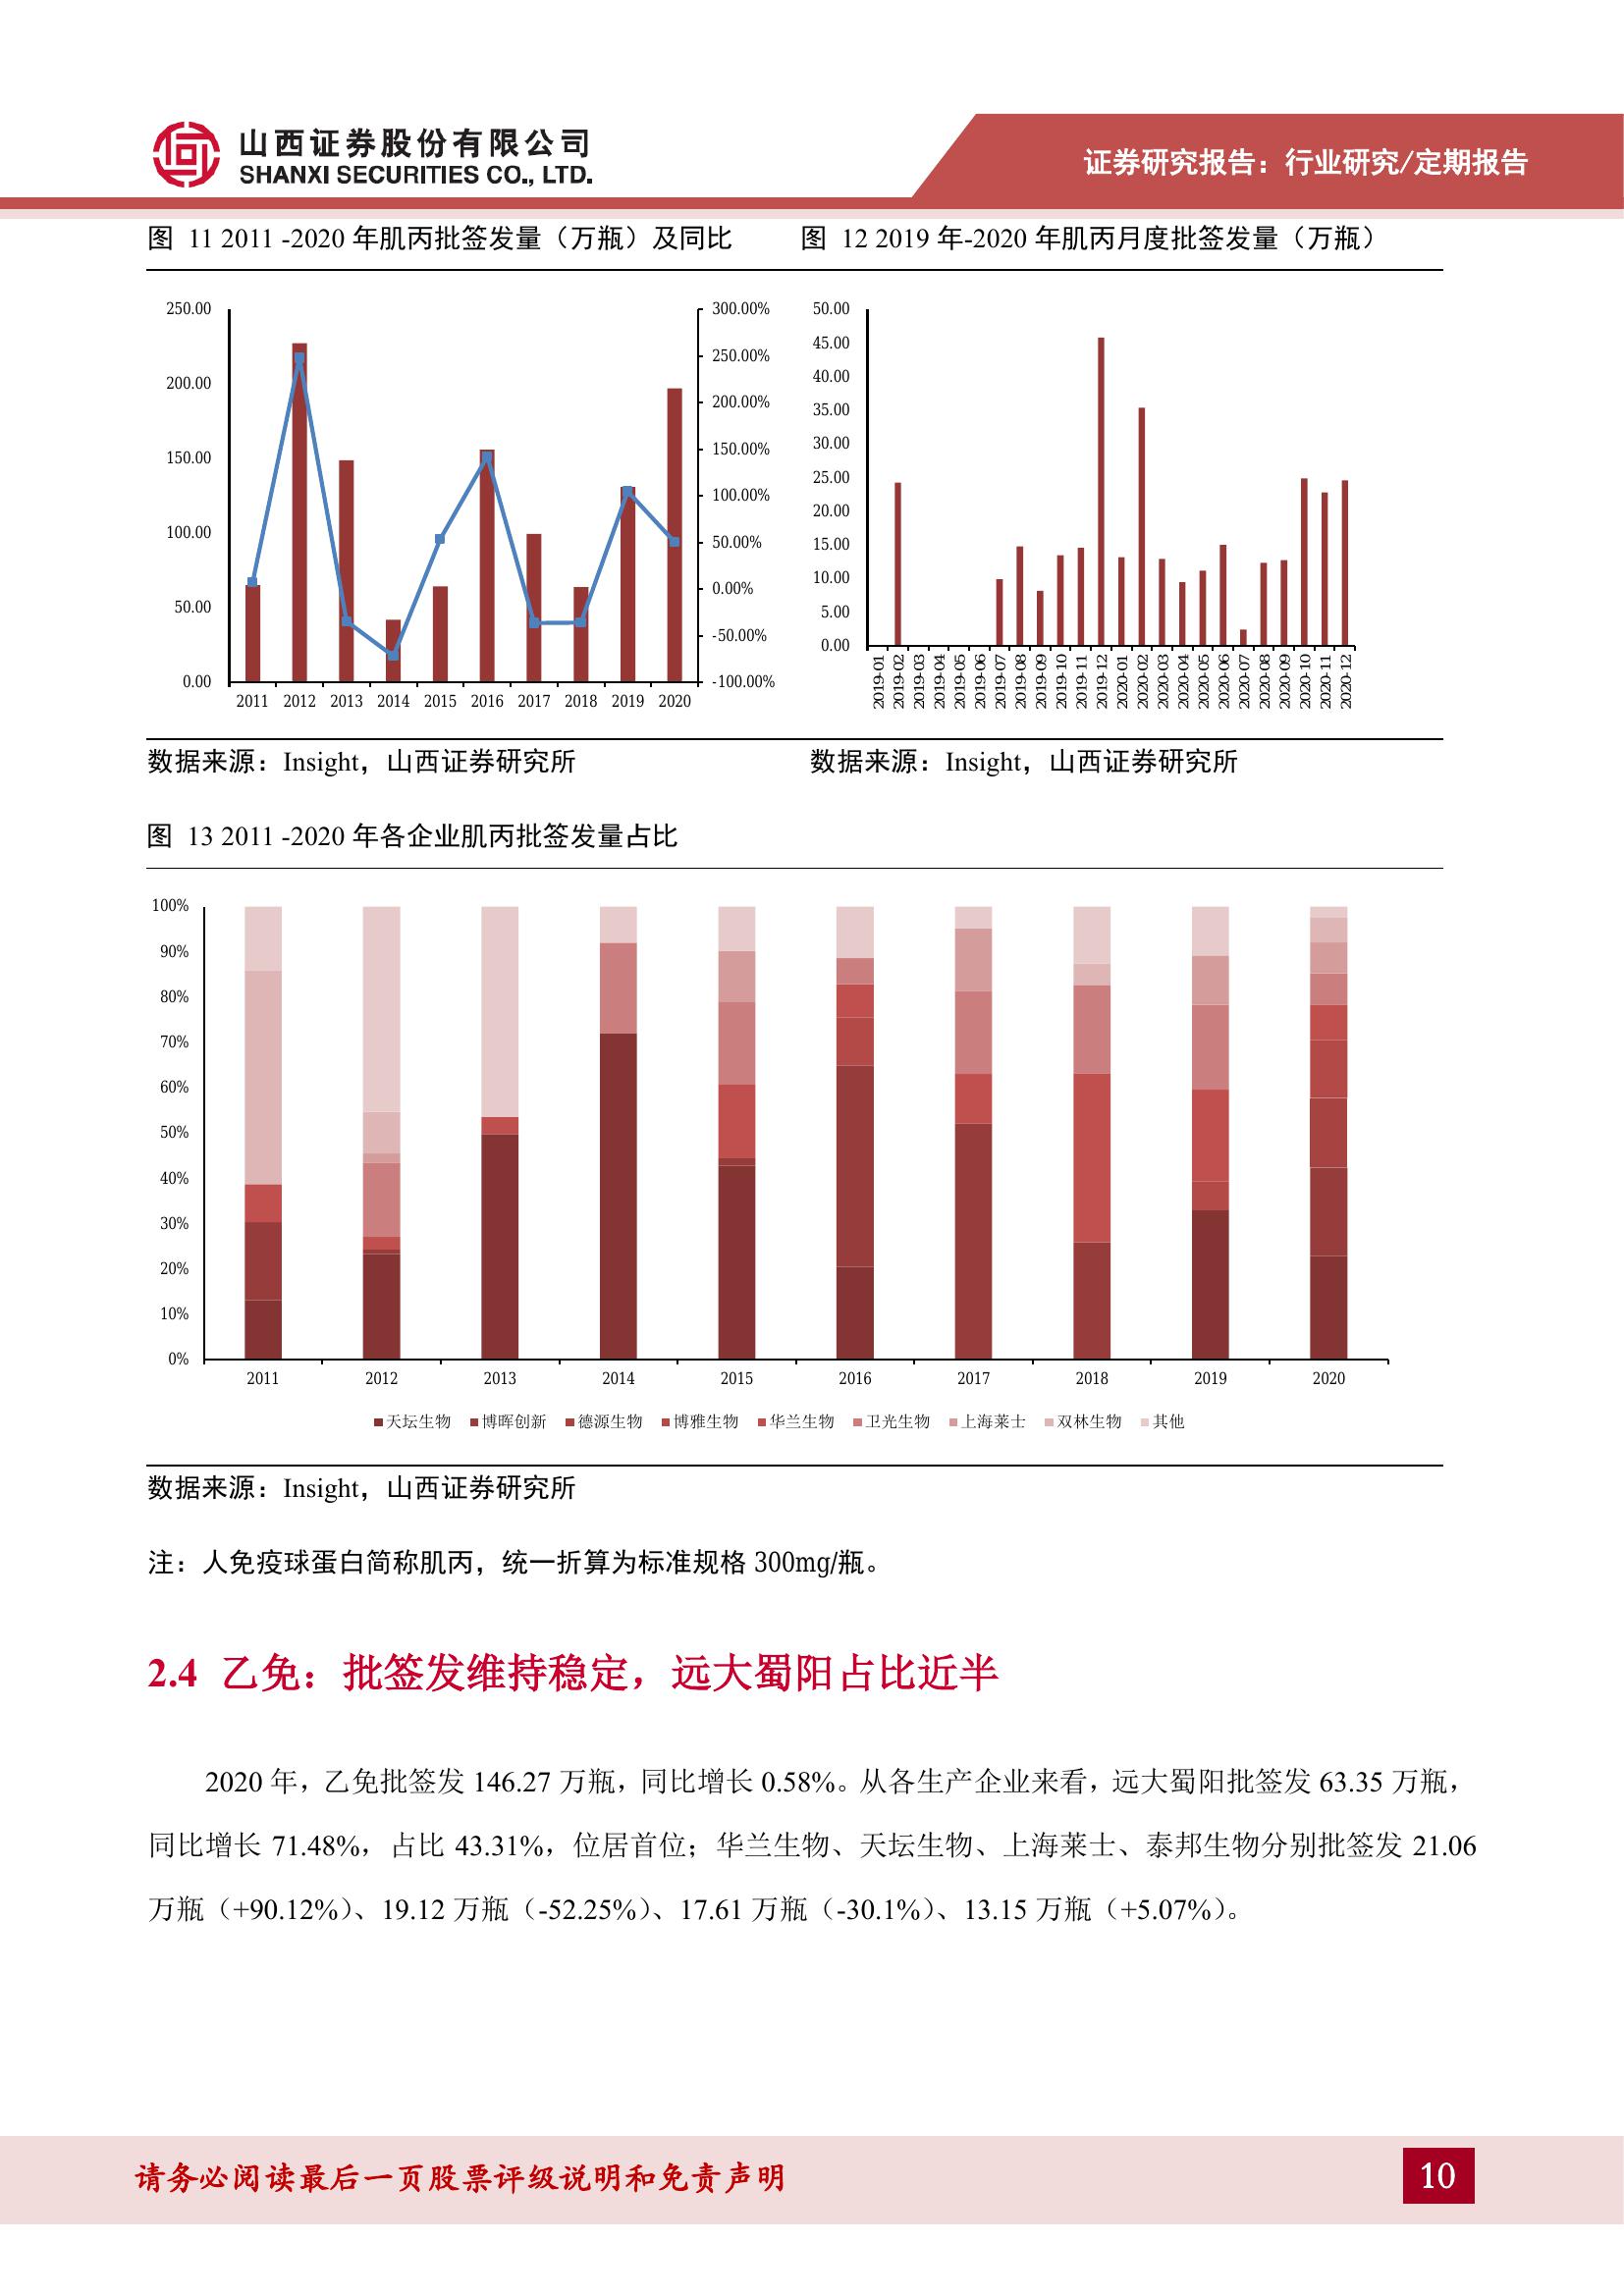 山西证券股份有限公司
SHANXI SECURITIES CO., LTD.
证券研究报告：行业研究/定期报告
图 11 2011 -2020 年肌丙批签发量（万瓶）及同比
图 12 2019 年-2020 年肌丙月度批签发量（万瓶）
250.00
200.00
150.00
100.00
50.00
0.00
300.00%
250.00%
200.00%
150.00%
100.00%
50.00%
0.00%
-50.00%
-100.00%
2011 2012 2013 2014 2015 2016 2017 2018 2019 2020
50.00
45.00
40.00
35.00
30.00
25.00
20.00
15.00
10.00
5.00
0.00
2019-01 2019-02 2019-03 2019-04 2019-05 2019-06 2019-07 2019-08 2019-09 2019-10 2019-11 2019-12 2020-01 2020-02 2020-03 2020-04 2020-05 2020-06 2020-07 2020-08 2020-09 2020-10 2020-11 2020-12
数据来源：Insight，山西证券研究所
数据来源：Insight，山西证券研究所
图 13 2011 -2020 年各企业肌丙批签发量占比
100%
90%
80%
70%
60%
50%
40%
30%
20%
10%
0%
2011 2012 2013 2014 2015 2016 2017 2018 2019 2020
天坛生物 博晖创新 德源生物 博雅生物 华兰生物 卫光生物 上海莱士 双林生物 其他
数据来源：Insight，山西证券研究所
注：人免疫球蛋白简称肌丙，统一折算为标准规格 300mg/瓶。
2.4 乙免：批签发维持稳定，远大蜀阳占比近半
2020 年，乙免批签发 146.27 万瓶，同比增长 0.58%。从各生产企业来看，远大蜀阳批签发 63.35 万瓶，
同比增长 71.48%，占比 43.31%，位居首位；华兰生物、天坛生物、上海莱士、泰邦生物分别批签发 21.06
万瓶（+90.12%）、19.12 万瓶（-52.25%）、17.61 万瓶（-30.1%）、13.15 万瓶（+5.07%）。
请务必阅读最后一页股票评级说明和免责声明
10